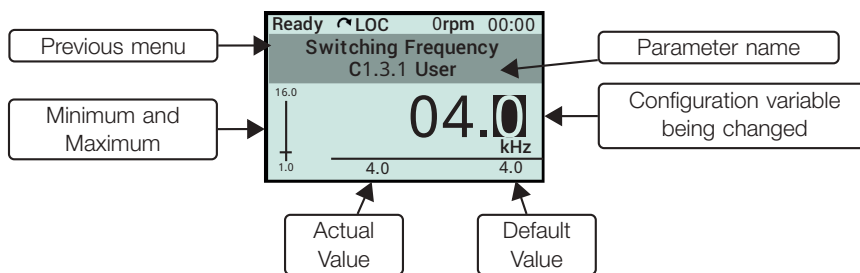 Ready ↷LOC 0rpm 00:00
Previous menu
Switching Frequency
C1.3.1 User
Parameter name
16.0
Minimum and
Maximum
04.0
kHz
Configuration variable
being changed
1.0
4.0
4.0
Actual
Value
Default
Value